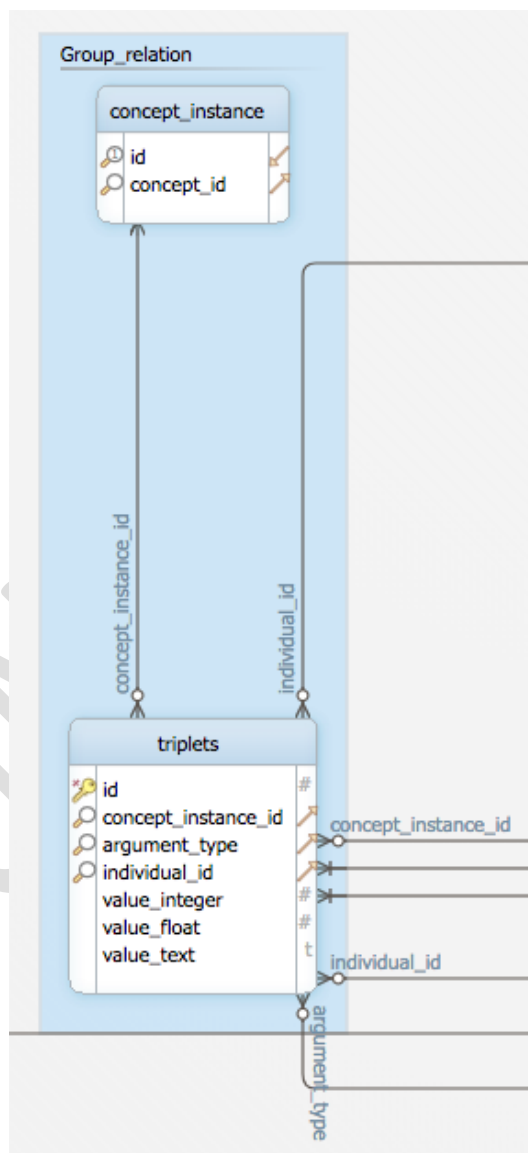 Group_relation
concept_instance
id
concept_id
concept_instance_id
individual_id
triplets
id #
concept_instance_id
argument_type
individual_id
value_integer #
value_float #
value_text t
concept_instance_id
individual_id
argument_type